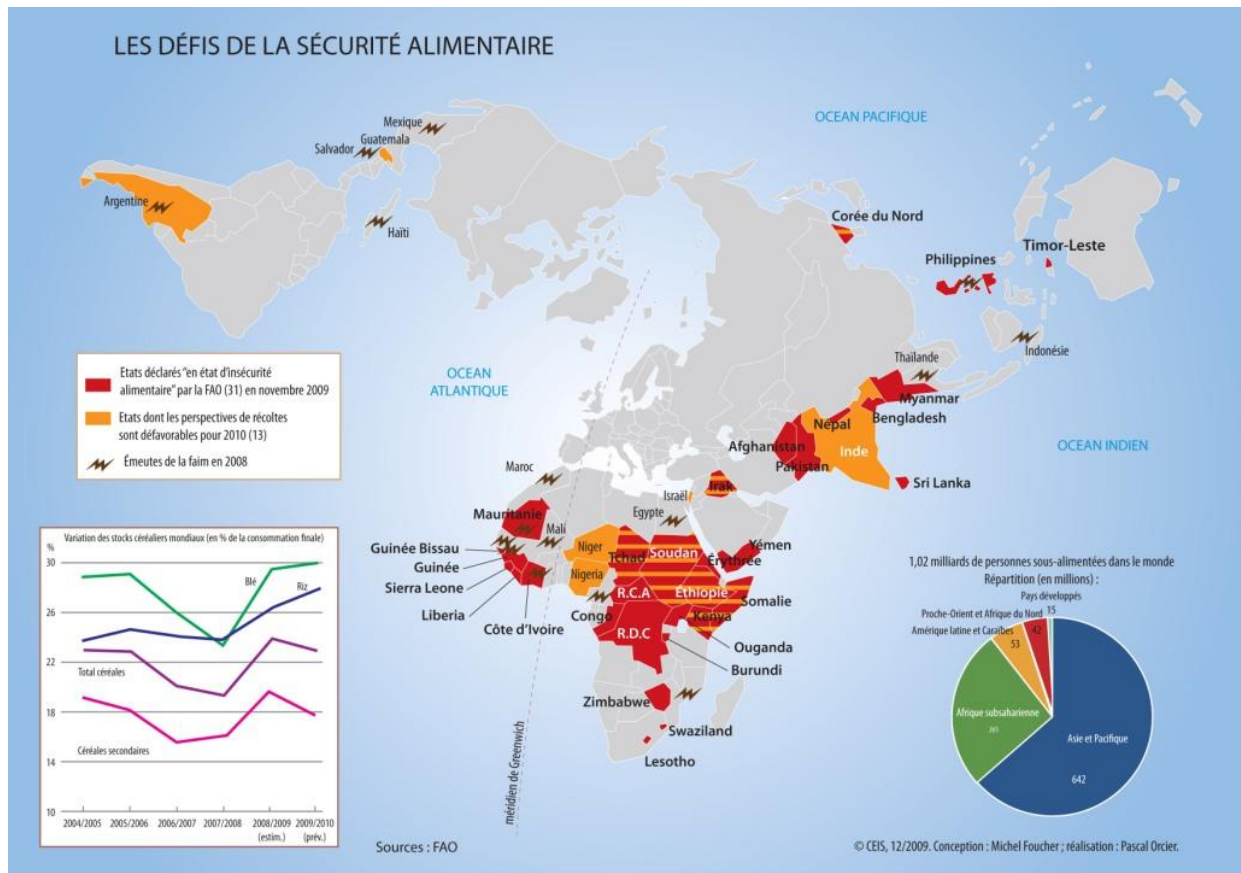 LES DÉFIS DE LA SÉCURITÉ ALIMENTAIRE
OCEAN PACIFIQUE
Mexique
Guatemala
Salvador
Argentine
Haïti
Corée du Nord
Timor-Leste
Philippines
Indonésie
Thaïlande
OCEAN
ATLANTIQUE
Myanmar
Bengladesh
Népal
Inde
Afghanistan
Pakistan
OCEAN INDIEN
Sri Lanka
Etats déclarés "en état d'insécurité
alimentaire" par la FAO (31) en novembre 2009
Etats dont les perspectives de récoltes
sont défavorables pour 2010 (13)
Émeutes de la faim en 2008
Maroc
Irak
Israël
Egypte
Mauritanie
Mali
Niger
Tchad
Soudan
Yémen
Érythrée
Guinée Bissau
Guinée
Nigeria
Sierra Leone
R.C.A
Ethiopie
Somalie
Liberia
Côte d'Ivoire
Congo
Kenya
R.D.C
Ouganda
Burundi
Zimbabwe
Swaziland
Lesotho
méridien de Greenwich
Variation des stocks céréaliers mondiaux (en % de la consommation finale)
%
30
26
22
18
14
10
Blé
Riz
Total céréales
Céréales secondaires
2004/2005 2005/2006 2006/2007 2007/2008 2008/2009 2009/2010
(estim.) (prév.)
1,02 milliards de personnes sous-alimentées dans le monde
Répartition (en millions) :
Pays développés
15
Proche-Orient et Afrique du Nord
42
Amérique latine et Caraïbes
53
Afrique subsaharienne
Asie et Pacifique
642
Sources : FAO
© CEIS, 12/2009. Conception : Michel Foucher ; réalisation : Pascal Orcier.